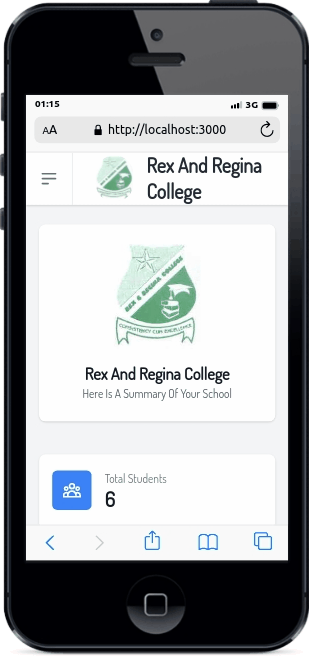 01:15
3G
AA
http://localhost:3000
Rex And Regina
College
REX & REGINA COLLEGE
CONSISTENCY CUM EXCELLENCE
Rex And Regina College
Here Is A Summary Of Your School
Total Students
6